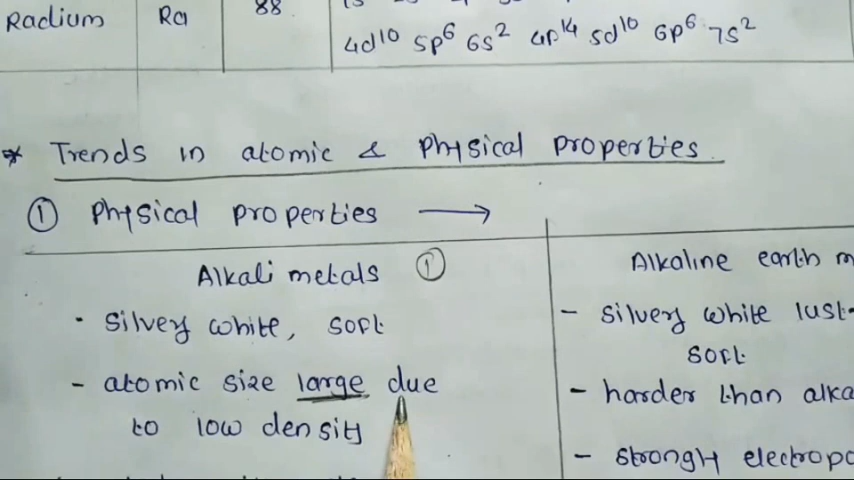 Radium Ra 88
4d10 5p6 6s2 4p14 5d10 6p6 7s2
* Trends in atomic & Physical properties
① Physical properties →
Alkali metals ①
Alkaline earth m
· silvery white, soft
- silvery white lust-
soft
- atomic size large due
to low density
- harder than alka
- strongly electropo